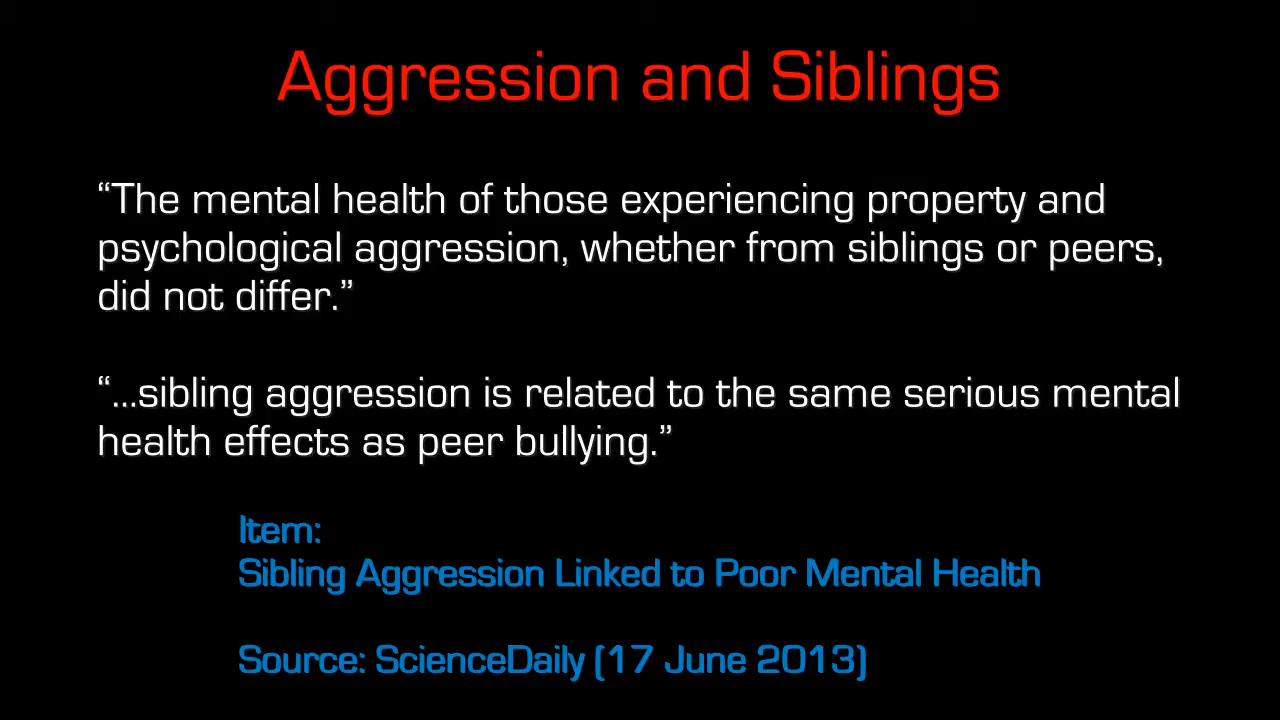 Aggression and Siblings
“The mental health of those experiencing property and
psychological aggression, whether from siblings or peers,
did not differ.”
“...sibling aggression is related to the same serious mental
health effects as peer bullying.”
Item:
Sibling Aggression Linked to Poor Mental Health
Source: ScienceDaily (17 June 2013)